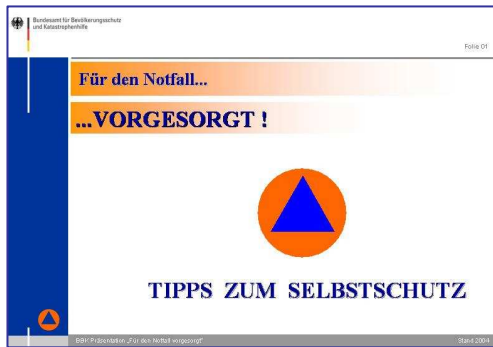 Bundesamt für Bevölkerungsschutz
und Katastrophenhilfe
Folie 01
Für den Notfall...
...VORGESORGT !
TIPPS ZUM SELBSTSCHUTZ
BBK Präsentation „Für den Notfall vorgesorgt"
Stand 2004